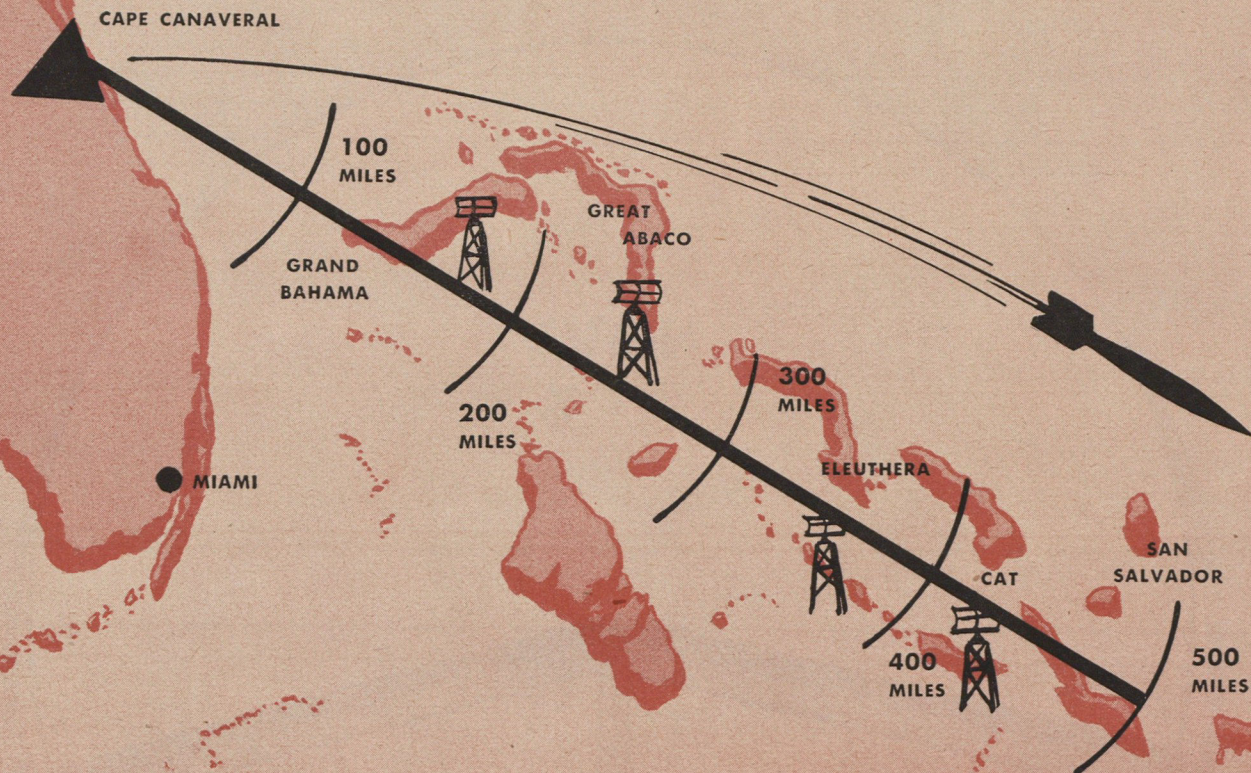 CAPE CANAVERAL
100
MILES
GREAT
ABACO
GRAND
BAHAMA
300
MILES
200
MILES
ELEUTHERA
MIAMI
SAN
SALVADOR
CAT
400
MILES
500
MILES